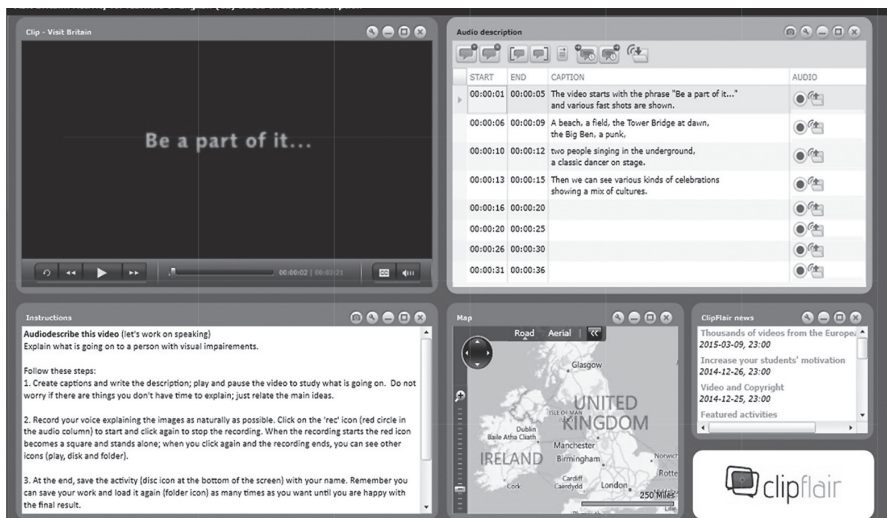 Clip - Visit Britain
Be a part of it...
00:00:02
Audio description
START END CAPTION AUDIO
00:00:01 00:00:05 The video starts with the phrase "Be a part of it..."
and various fast shots are shown.
00:00:06 00:00:09 A beach, a field, the Tower Bridge at dawn,
the Big Ben, a punk,
00:00:10 00:00:12 two people singing in the underground,
a classic dancer on stage.
00:00:13 00:00:15 Then we can see various kinds of celebrations
showing a mix of cultures.
00:00:16 00:00:20
00:00:20 00:00:25
00:00:26 00:00:30
00:00:31 00:00:36
Instructions
Audiodescribe this video (let's work on speaking)
Explain what is going on to a person with visual impairements.
Follow these steps:
1. Create captions and write the description; play and pause the video to study what is going on. Do not
worry if there are things you don't have time to explain; just relate the main ideas.
2. Record your voice explaining the images as naturally as possible. Click on the 'rec' icon (red circle in
the audio column) to start and click again to stop the recording. When the recording starts the red icon
becomes a square and stands alone; when you click again and the recording ends, you can see other
icons (play, disk and folder).
3. At the end, save the activity (disc icon at the bottom of the screen) with your name. Remember you
can save your work and load it again (folder icon) as many times as you want until you are happy with
the final result.
Map
Road Aerial
Glasgow
ISLE OF MAN
UNITED
KINGDOM
Dublin
Baile Átha Cliath
Manchester
IRELAND
Birmingham
Norwich
Rotte
Cork
Cardiff
Caerdydd
London
250 Miles
Lille
ClipFlair news
Thousands of videos from the Europea
2015-03-09, 23:00
Increase your students' motivation
2014-12-26, 23:00
Video and Copyright
2014-12-25, 23:00
Featured activities
clipflair